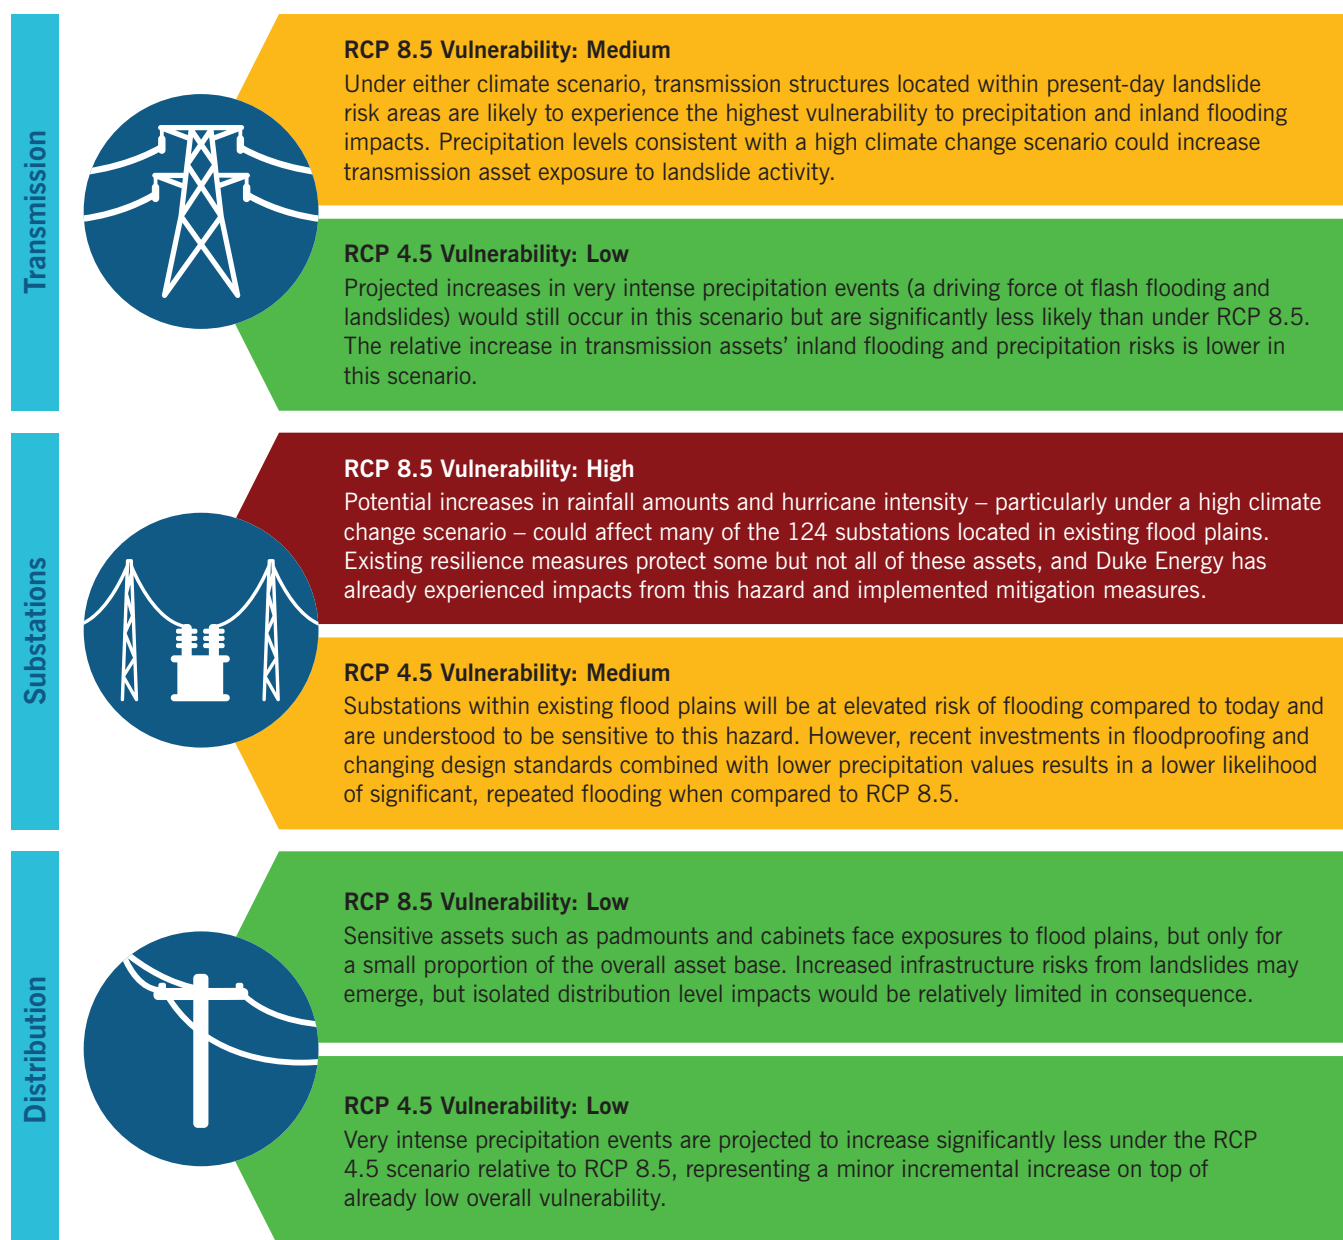 Transmission
RCP 8.5 Vulnerability: Medium
Under either climate scenario, transmission structures located within present-day landslide
risk areas are likely to experience the highest vulnerability to precipitation and inland flooding
impacts. Precipitation levels consistent with a high climate change scenario could increase
transmission asset exposure to landslide activity.
RCP 4.5 Vulnerability: Low
Projected increases in very intense precipitation events (a driving force ot flash flooding and
landslides) would still occur in this scenario but are significantly less likely than under RCP 8.5.
The relative increase in transmission assets’ inland flooding and precipitation risks is lower in
this scenario.
Substations
RCP 8.5 Vulnerability: High
Potential increases in rainfall amounts and hurricane intensity – particularly under a high climate
change scenario – could affect many of the 124 substations located in existing flood plains.
Existing resilience measures protect some but not all of these assets, and Duke Energy has
already experienced impacts from this hazard and implemented mitigation measures.
RCP 4.5 Vulnerability: Medium
Substations within existing flood plains will be at elevated risk of flooding compared to today and
are understood to be sensitive to this hazard. However, recent investments in floodproofing and
changing design standards combined with lower precipitation values results in a lower likelihood
of significant, repeated flooding when compared to RCP 8.5.
Distribution
RCP 8.5 Vulnerability: Low
Sensitive assets such as padmounts and cabinets face exposures to flood plains, but only for
a small proportion of the overall asset base. Increased infrastructure risks from landslides may
emerge, but isolated distribution level impacts would be relatively limited in consequence.
RCP 4.5 Vulnerability: Low
Very intense precipitation events are projected to increase significantly less under the RCP
4.5 scenario relative to RCP 8.5, representing a minor incremental increase on top of
already low overall vulnerability.